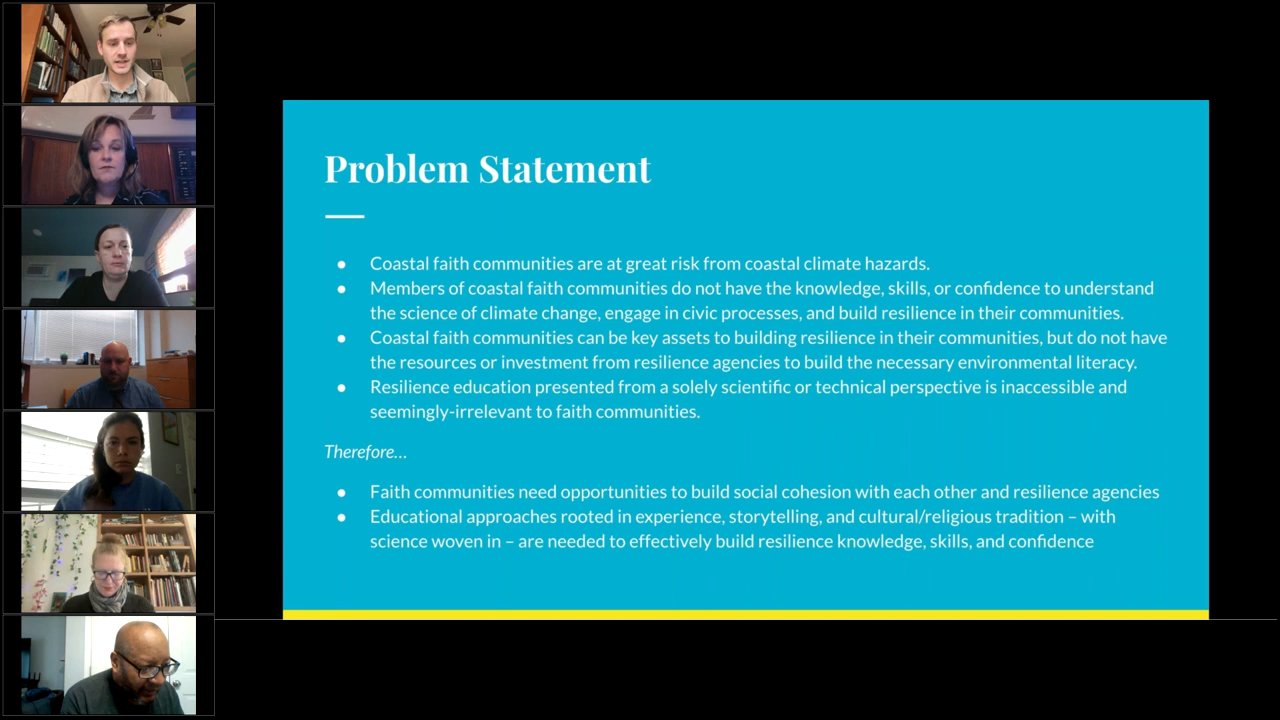 Problem Statement
● Coastal faith communities are at great risk from coastal climate hazards.
● Members of coastal faith communities do not have the knowledge, skills, or confidence to understand
the science of climate change, engage in civic processes, and build resilience in their communities.
● Coastal faith communities can be key assets to building resilience in their communities, but do not have
the resources or investment from resilience agencies to build the necessary environmental literacy.
● Resilience education presented from a solely scientific or technical perspective is inaccessible and
seemingly-irrelevant to faith communities.
Therefore...
● Faith communities need opportunities to build social cohesion with each other and resilience agencies
● Educational approaches rooted in experience, storytelling, and cultural/religious tradition – with
science woven in – are needed to effectively build resilience knowledge, skills, and confidence